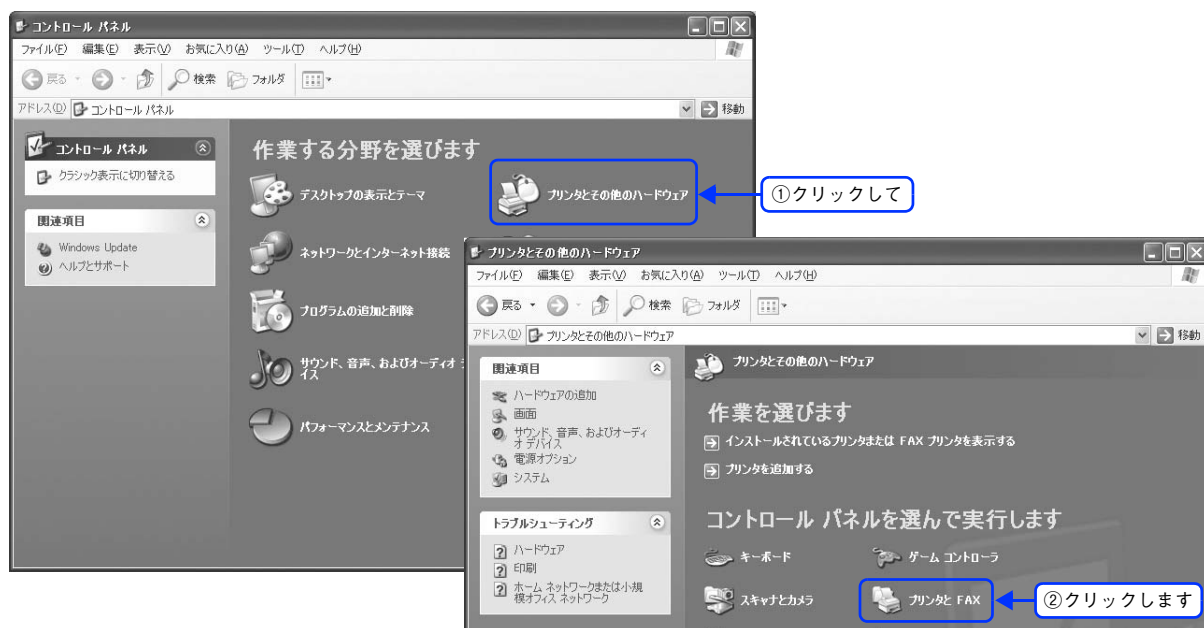 コントロール パネル
ファイル(F) 編集(E) 表示(V) お気に入り(A) ツール(T) ヘルプ(H)
戻る 検索 フォルダ
アドレス(D) コントロール パネル 移動
コントロール パネル
クラシック表示に切り替える
関連項目
Windows Update
ヘルプとサポート
作業する分野を選びます
デスクトップの表示とテーマ
プリンタとその他のハードウェア
①クリックして
ネットワークとインターネット接続
プログラムの追加と削除
サウンド、音声、およびオーディオ デ
イス
パフォーマンスとメンテナンス
プリンタとその他のハードウェア
ファイル(F) 編集(E) 表示(V) お気に入り(A) ツール(T) ヘルプ(H)
戻る 検索 フォルダ
アドレス(D) プリンタとその他のハードウェア 移動
関連項目
ハードウェアの追加
画面
サウンド、音声、およびオーディ
オ デバイス
電源オプション
システム
トラブルシューティング
ハードウェア
印刷
ホーム ネットワークまたは小規
模オフィス ネットワーク
プリンタとその他のハードウェア
作業を選びます
インストールされているプリンタまたは FAX プリンタを表示する
プリンタを追加する
コントロール パネルを選んで実行します
キーボード
ゲーム コントローラ
スキャナとカメラ
プリンタと FAX
②クリックします